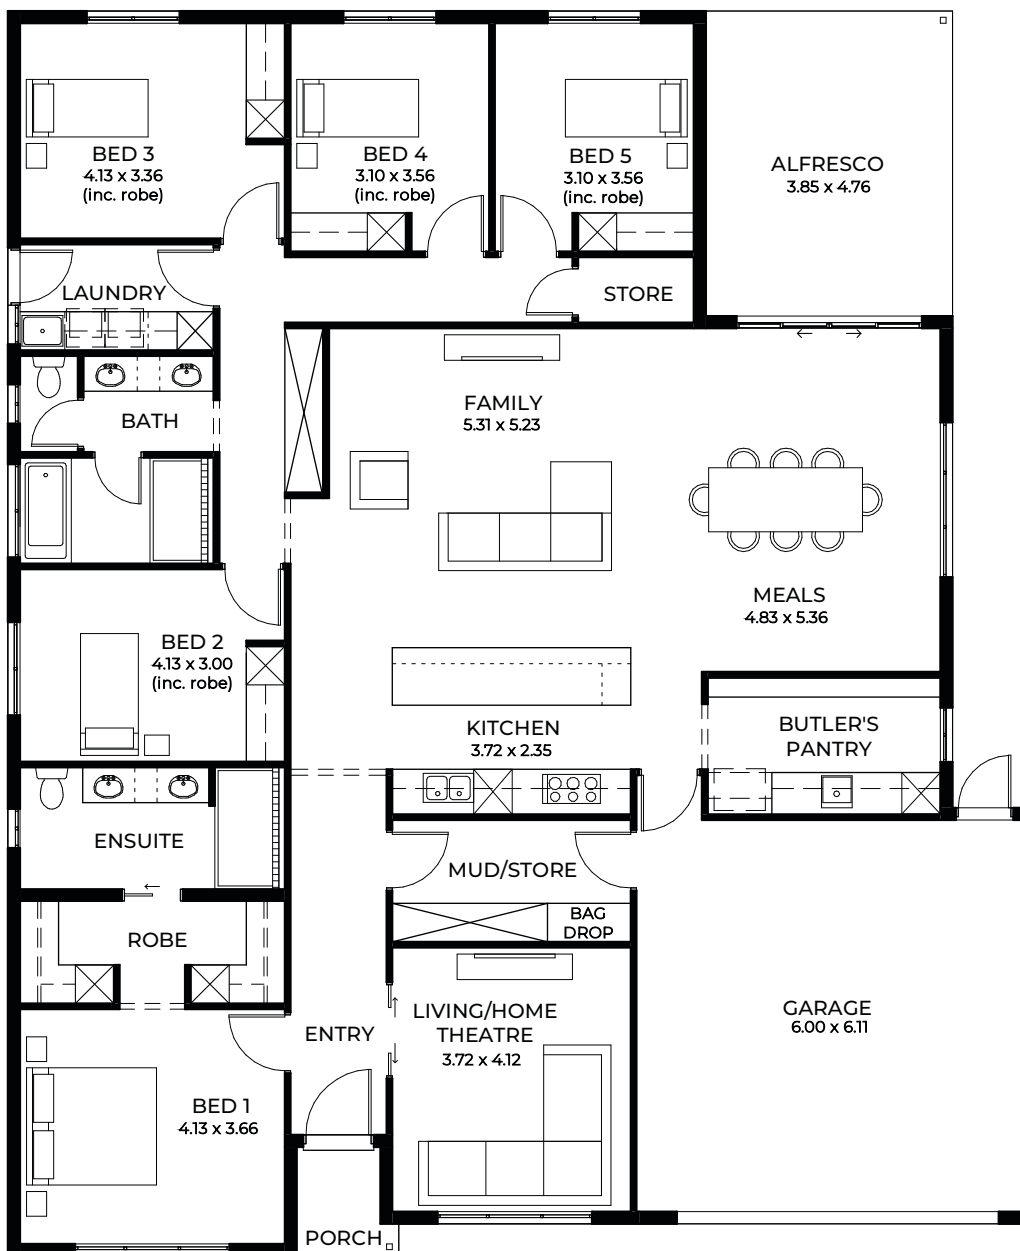 BED 3
4.13 x 3.36
(inc. robe)
BED 4
3.10 x 3.56
(inc. robe)
BED 5
3.10 x 3.56
(inc. robe)
ALFRESCO
3.85 x 4.76
LAUNDRY
STORE
FAMILY
5.31 x 5.23
BATH
MEALS
4.83 x 5.36
BED 2
4.13 x 3.00
(inc. robe)
KITCHEN
3.72 x 2.35
BUTLER'S
PANTRY
ENSUITE
MUD/STORE
BAG
DROP
ROBE
LIVING/HOME
THEATRE
3.72 x 4.12
GARAGE
6.00 x 6.11
ENTRY
BED 1
4.13 x 3.66
PORCH